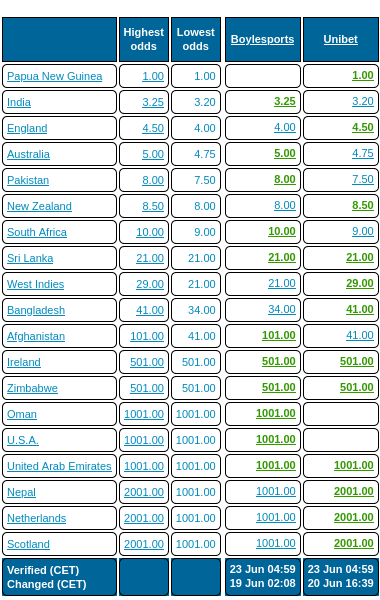 Highest odds Lowest odds Boylesports Unibet
Papua New Guinea 1.00 1.00 1.00
India 3.25 3.20 3.25 3.20
England 4.50 4.00 4.00 4.50
Australia 5.00 4.75 5.00 4.75
Pakistan 8.00 7.50 8.00 7.50
New Zealand 8.50 8.00 8.00 8.50
South Africa 10.00 9.00 10.00 9.00
Sri Lanka 21.00 21.00 21.00 21.00
West Indies 29.00 21.00 21.00 29.00
Bangladesh 41.00 34.00 34.00 41.00
Afghanistan 101.00 41.00 101.00 41.00
Ireland 501.00 501.00 501.00 501.00
Zimbabwe 501.00 501.00 501.00 501.00
Oman 1001.00 1001.00 1001.00
U.S.A. 1001.00 1001.00 1001.00
United Arab Emirates 1001.00 1001.00 1001.00 1001.00
Nepal 2001.00 1001.00 1001.00 2001.00
Netherlands 2001.00 1001.00 1001.00 2001.00
Scotland 2001.00 1001.00 1001.00 2001.00
Verified (CET) 23 Jun 04:59 23 Jun 04:59
Changed (CET) 19 Jun 02:08 20 Jun 16:39